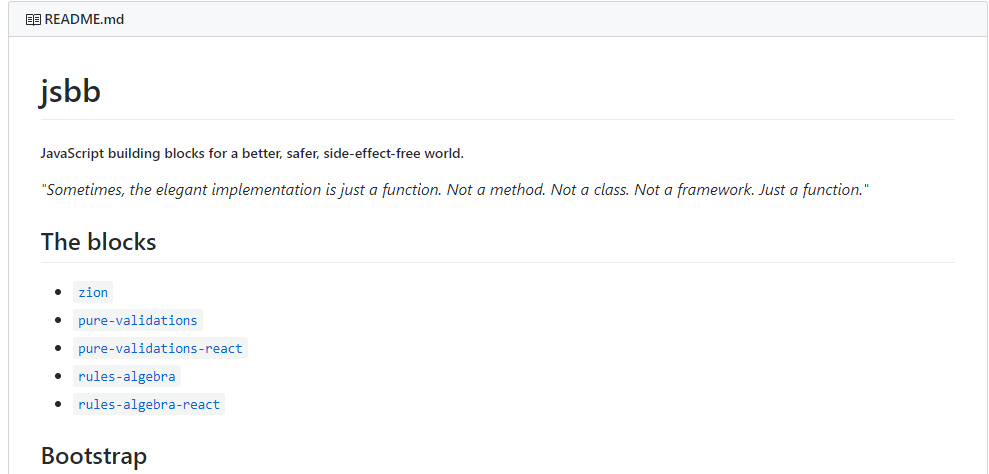 README.md
jsbb
JavaScript building blocks for a better, safer, side-effect-free world.
"Sometimes, the elegant implementation is just a function. Not a method. Not a class. Not a framework. Just a function."
The blocks
zion
pure-validations
pure-validations-react
rules-algebra
rules-algebra-react
Bootstrap